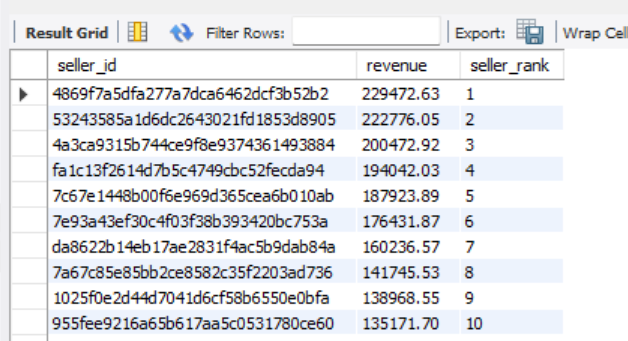 Result Grid Filter Rows: Export: Wrap Cell
seller_id revenue seller_rank
4869f7a5dfa277a7dca6462dcf3b52b2 229472.63 1
53243585a1d6dc2643021fd1853d8905 222776.05 2
4a3ca9315b744ce9f8e9374361493884 200472.92 3
fa1c13f2614d7b5c4749cbc52fecda94 194042.03 4
7c67e1448b00f6e969d365cea6b010ab 187923.89 5
7e93a43ef30c4f03f38b393420bc753a 176431.87 6
da8622b14eb17ae2831f4ac5b9dab84a 160236.57 7
7a67c85e85bb2ce8582c35f2203ad736 141745.53 8
1025f0e2d44d7041d6cf58b6550e0bfa 138968.55 9
955fee9216a65b617aa5c0531780ce60 135171.70 10